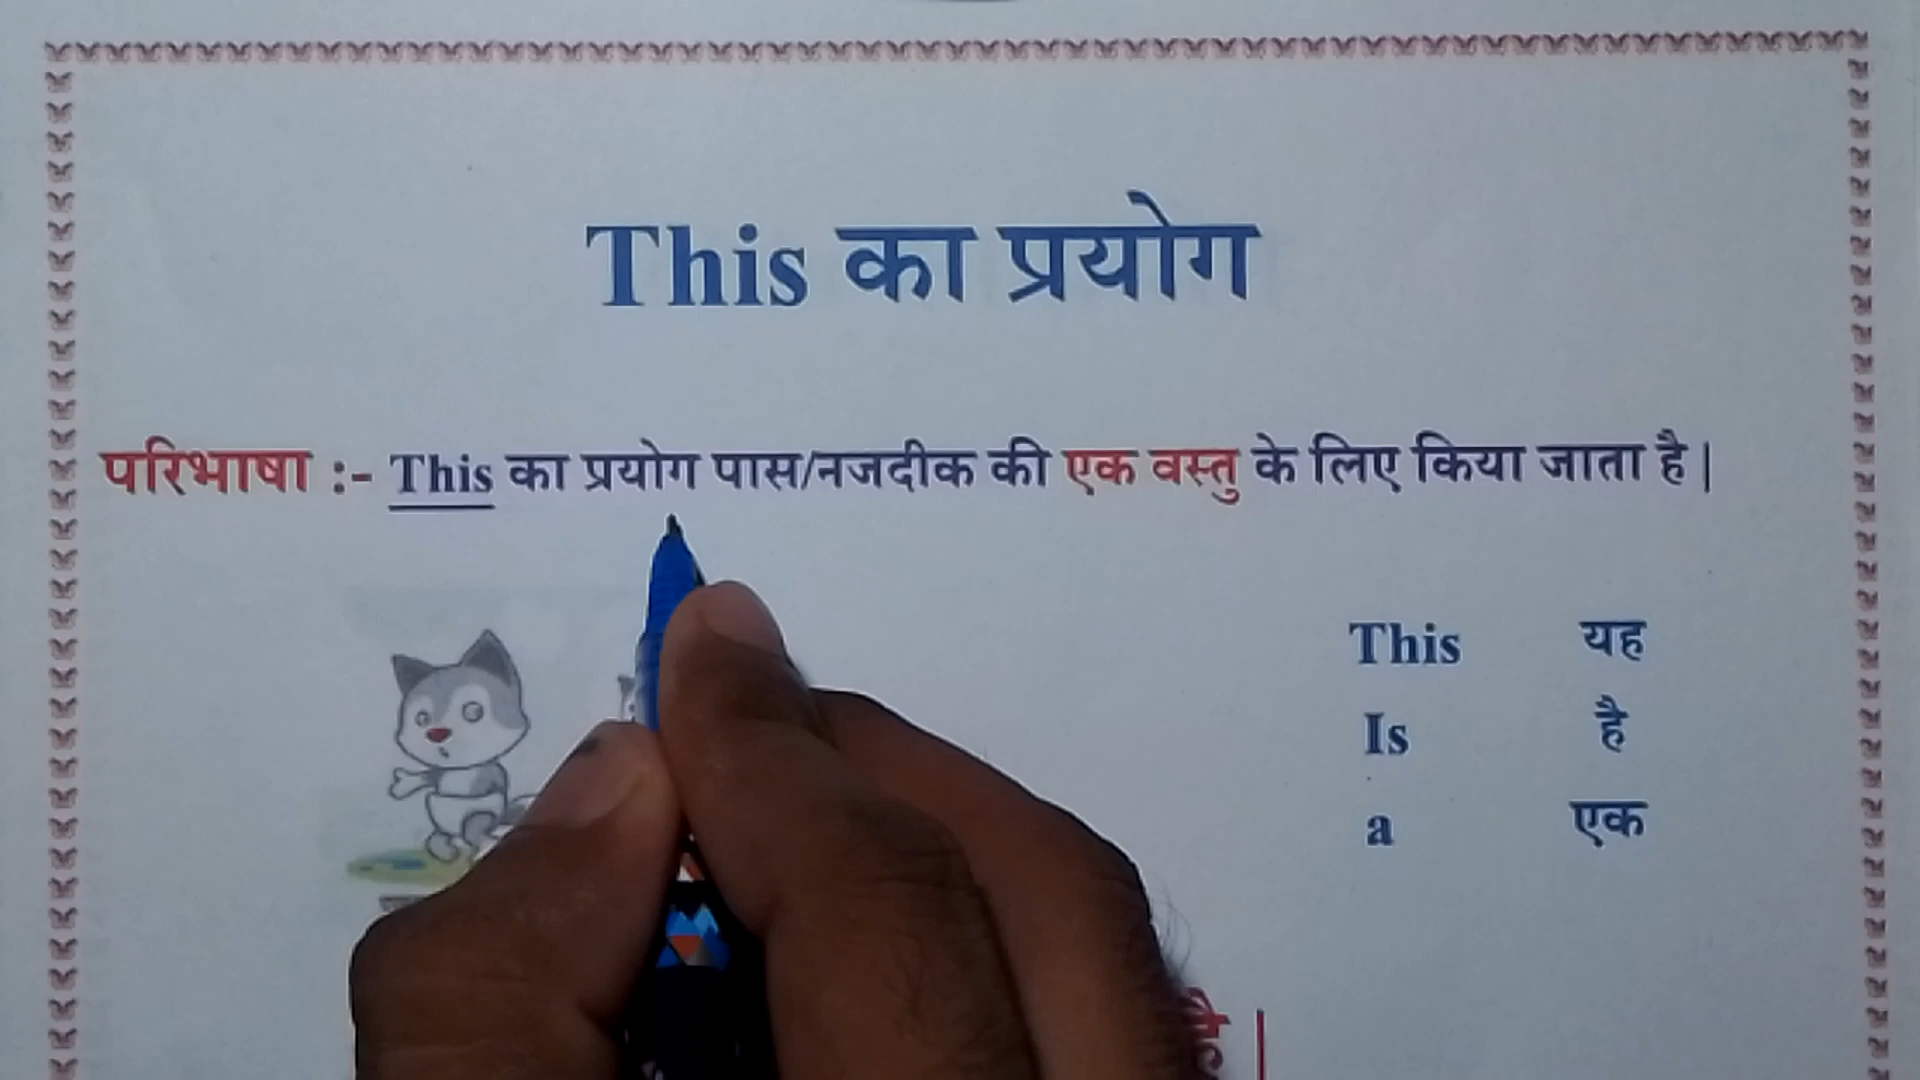 This का प्रयोग
परिभाषा :- This का प्रयोग पास/नजदीक की एक वस्तु के लिए किया जाता है |
This यह
Is है
a एक
है |